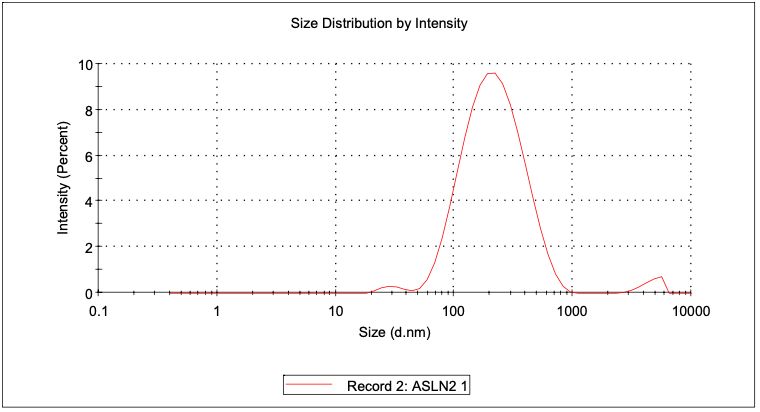 Size Distribution by Intensity
Intensity (Percent)
10
8
6
4
2
0
0.1 1 10 100 1000 10000
Size (d.nm)
Record 2: ASLN2 1